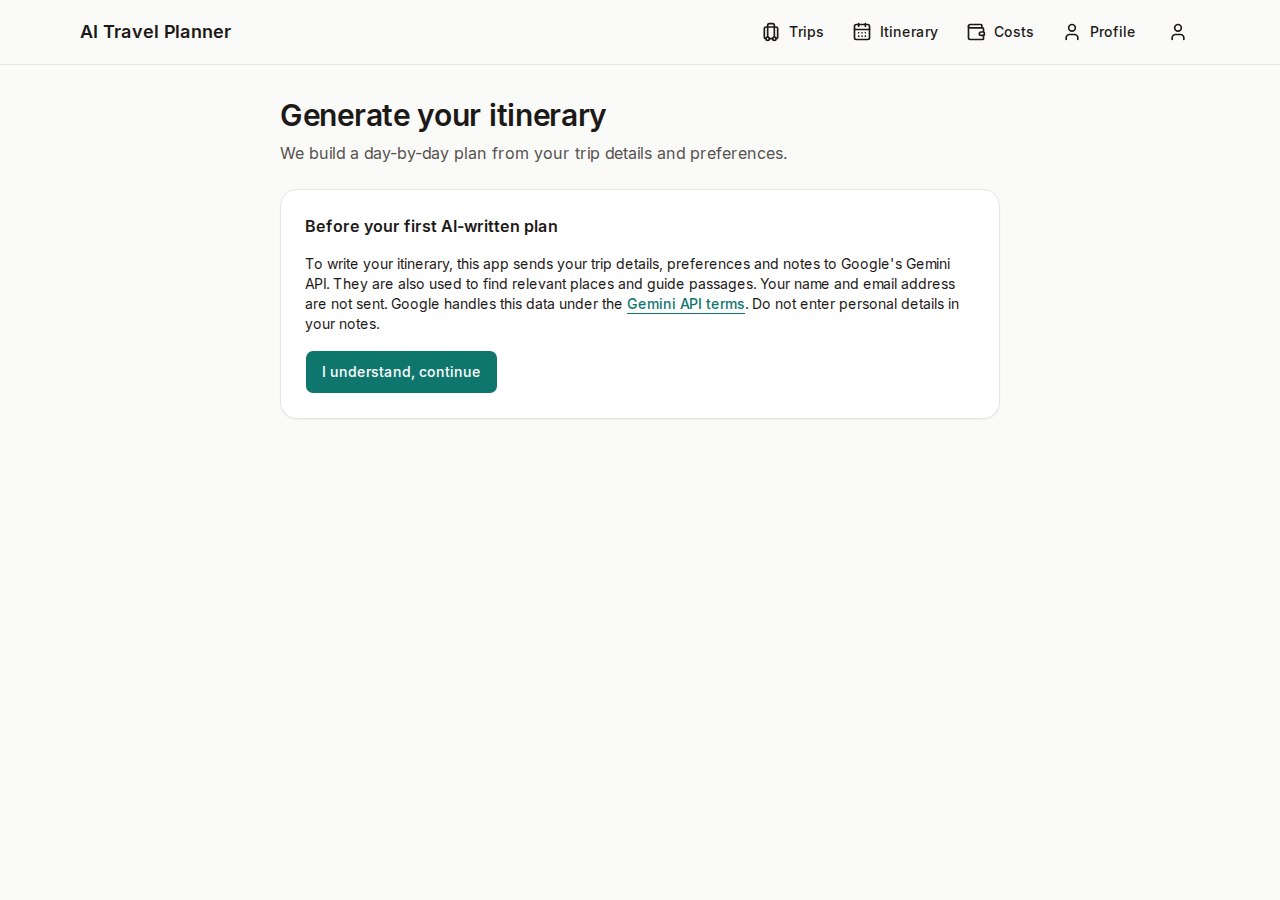 AI Travel Planner
Trips
Itinerary
Costs
Profile
Generate your itinerary
We build a day-by-day plan from your trip details and preferences.
Before your first AI-written plan
To write your itinerary, this app sends your trip details, preferences and notes to Google's Gemini
API. They are also used to find relevant places and guide passages. Your name and email address
are not sent. Google handles this data under the Gemini API terms. Do not enter personal details in
your notes.
I understand, continue